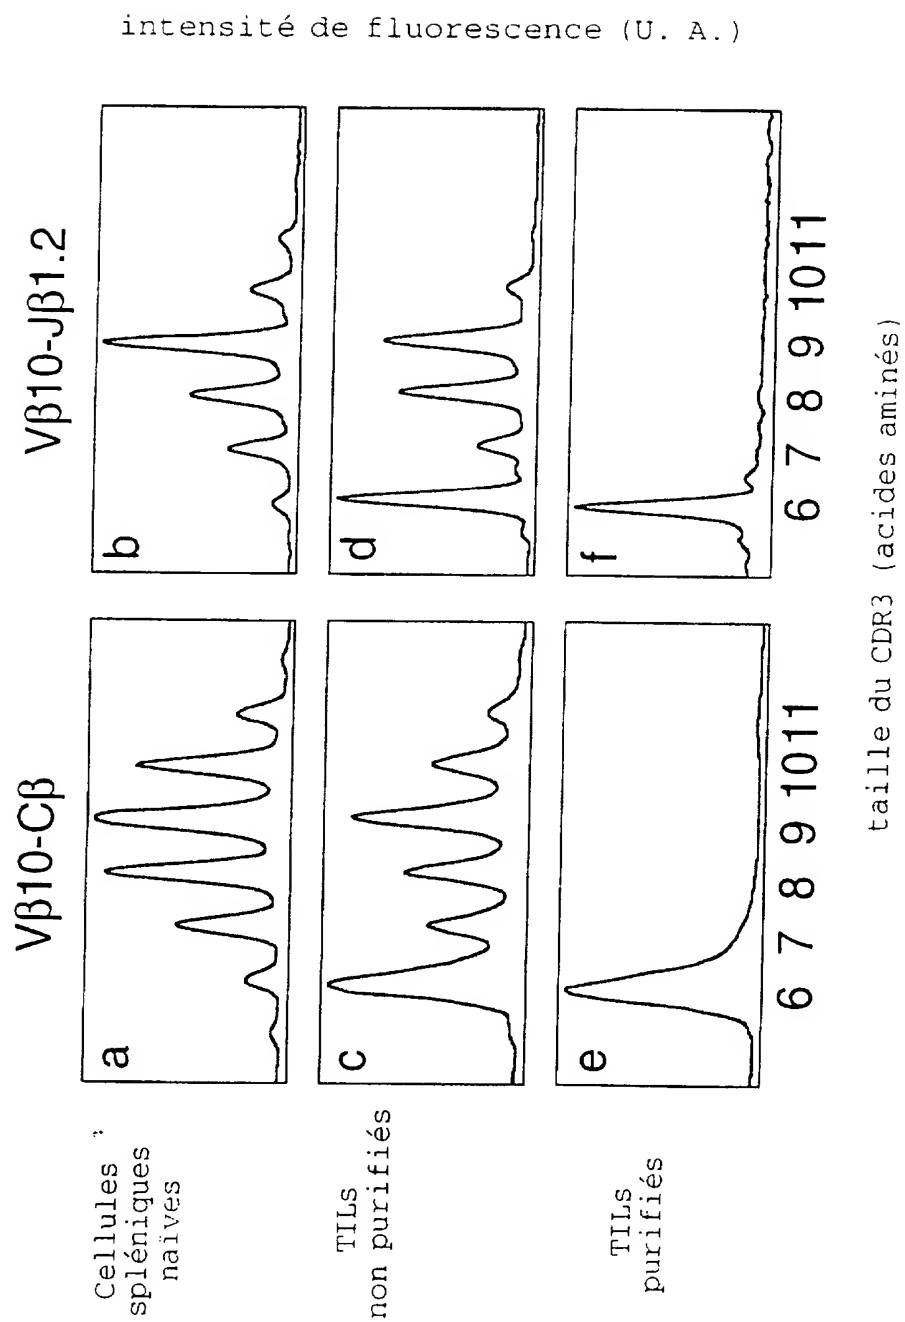 intensité de fluorescence (U. A.)
Vβ10-Cβ
Vβ10-Jβ1.2
Cellules
spléniques
naïves
a
b
TILs
non purifiés
c
d
TILs
purifiés
e
f
6 7 8 9 10 11
6 7 8 9 10 11
taille du CDR3 (acides aminés)